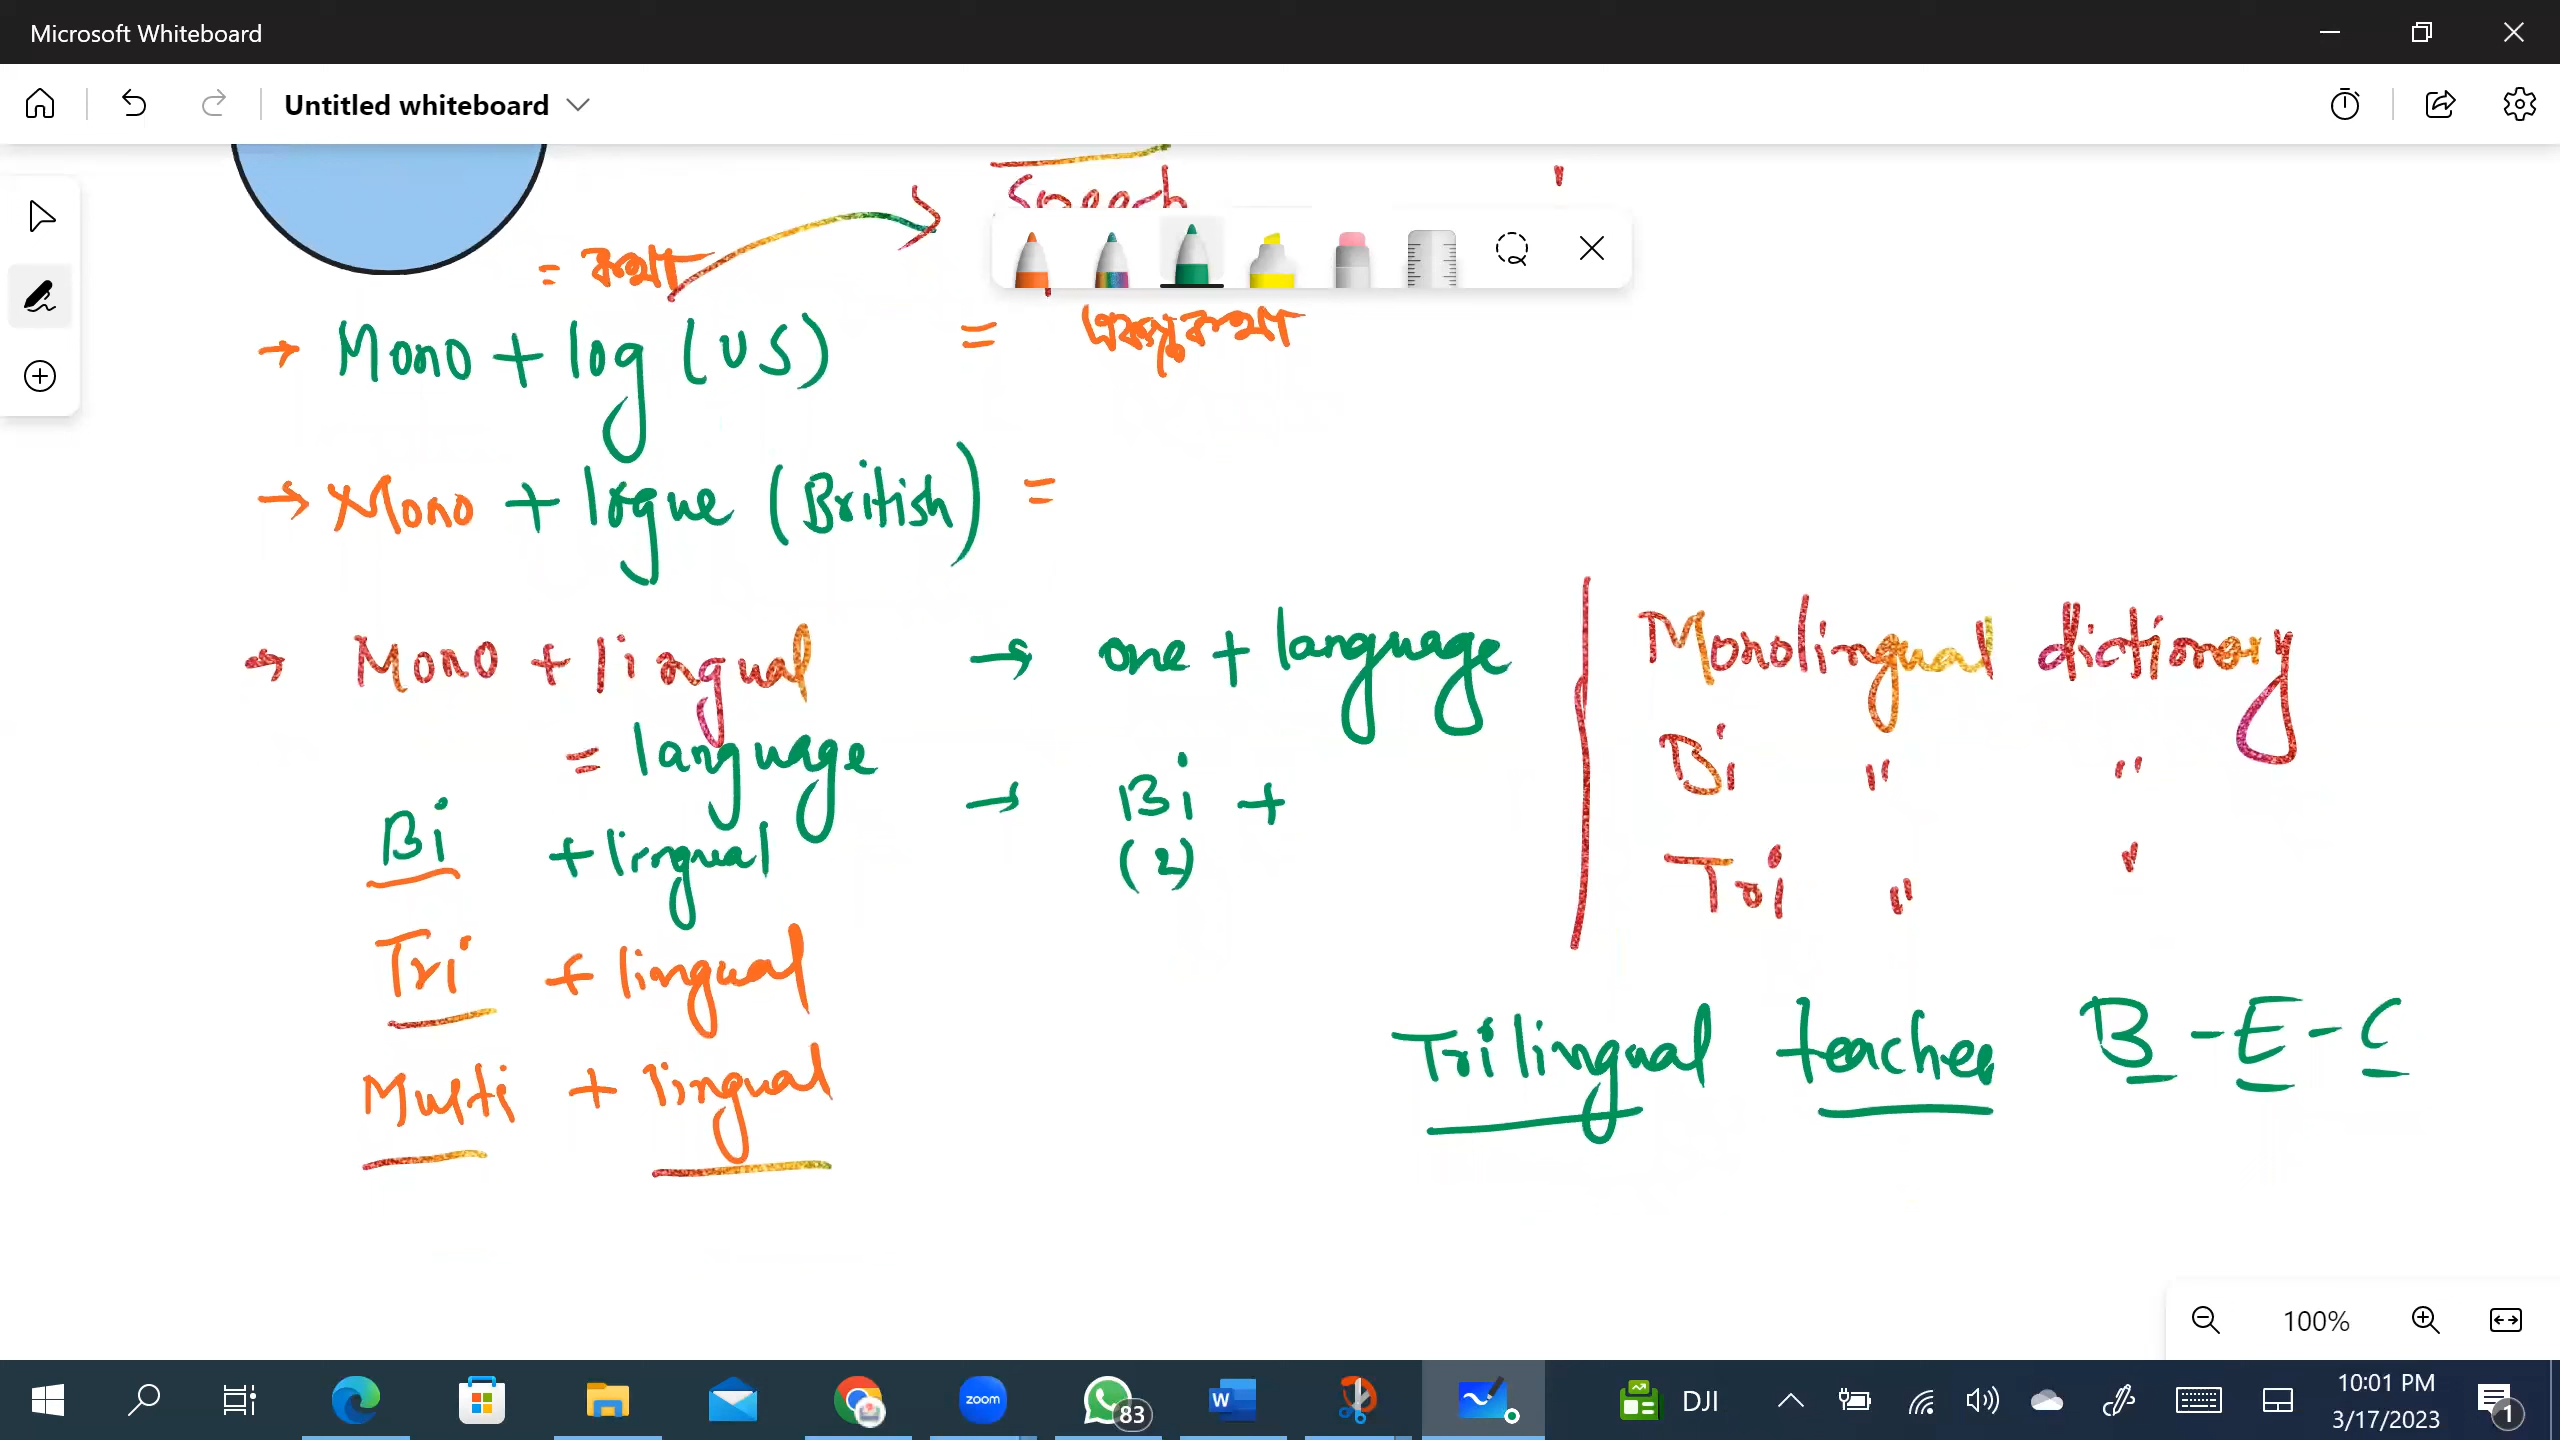 Microsoft Whiteboard
Untitled whiteboard
Speech "
= কথা
→ Mono + log (US) =
→ Mono + logue (British) =
→ Mono + lingual → one + language
= language
Bi + lingual → Bi +
(2)
Tri + lingual
Multi + lingual
Monolingual dictionary
Bi " "
Tri " "
Trilingual teacher B - E - C
100%
zoom
83
W
DJI
10:01 PM
3/17/2023
1